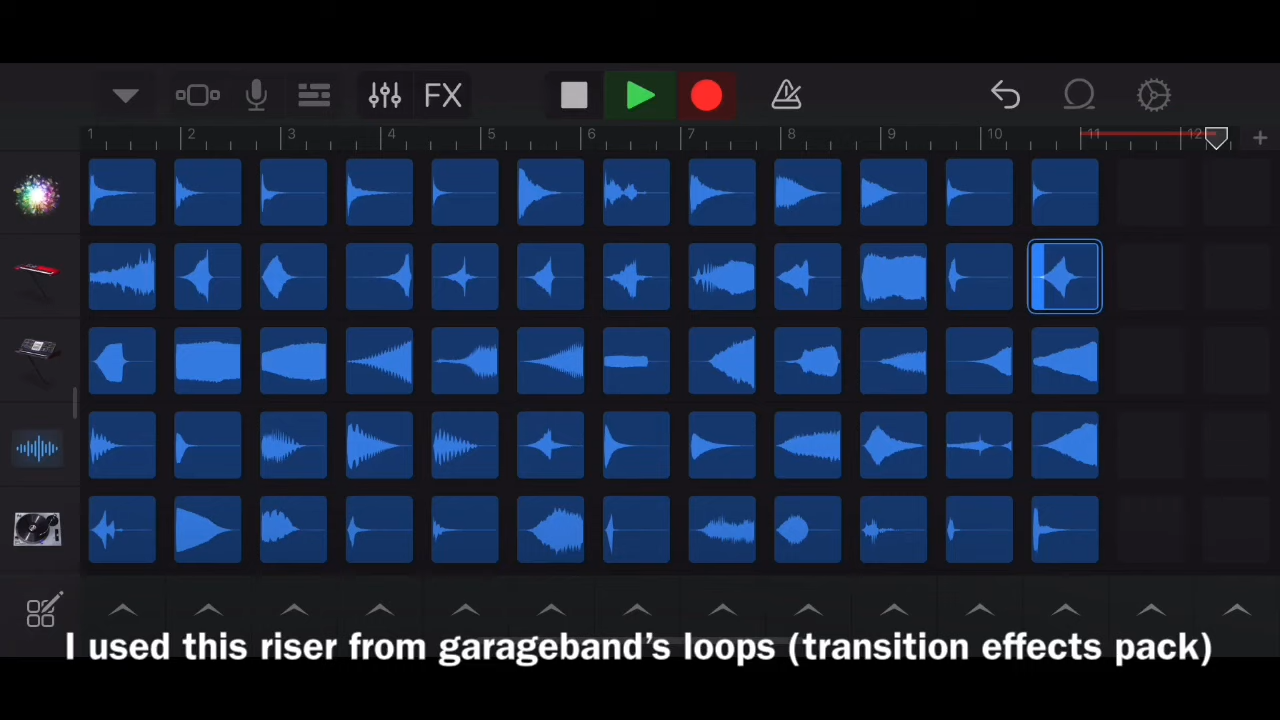 FX
1 2 3 4 5 6 7 8 9 10 11 12
I used this riser from garageband's loops (transition effects pack)